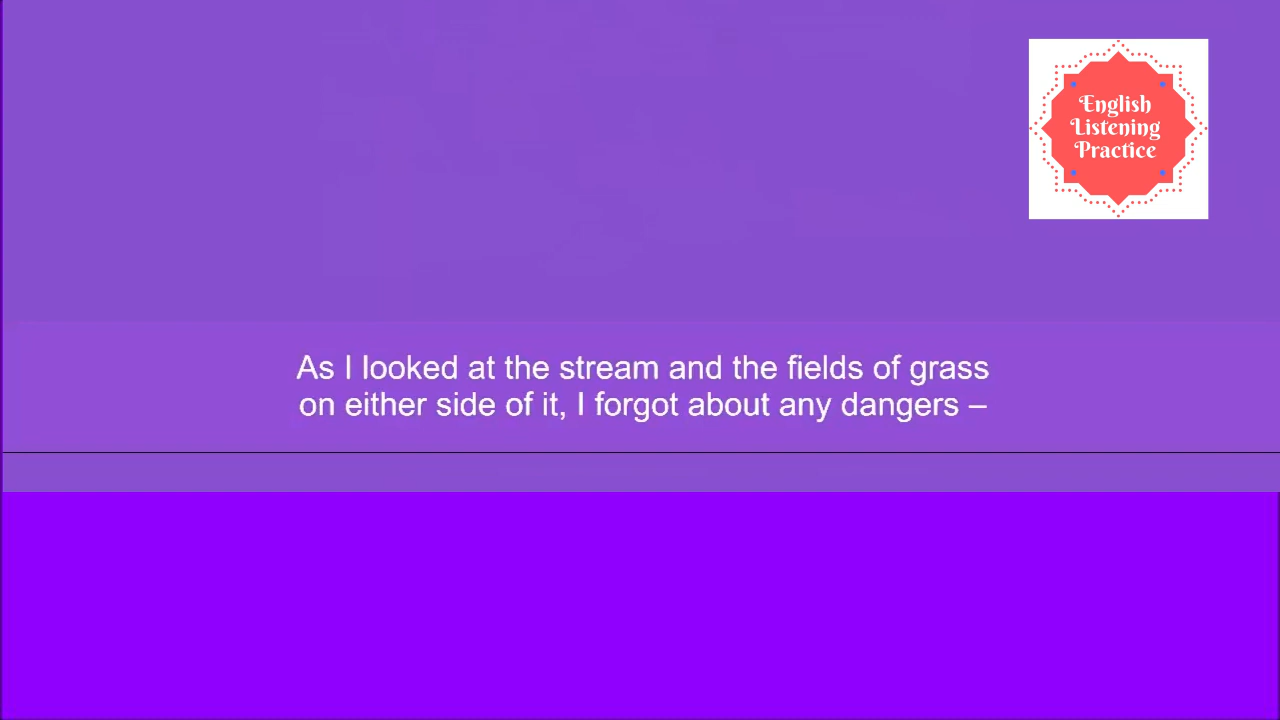 English
Listening
Practice
As I looked at the stream and the fields of grass
on either side of it, I forgot about any dangers –